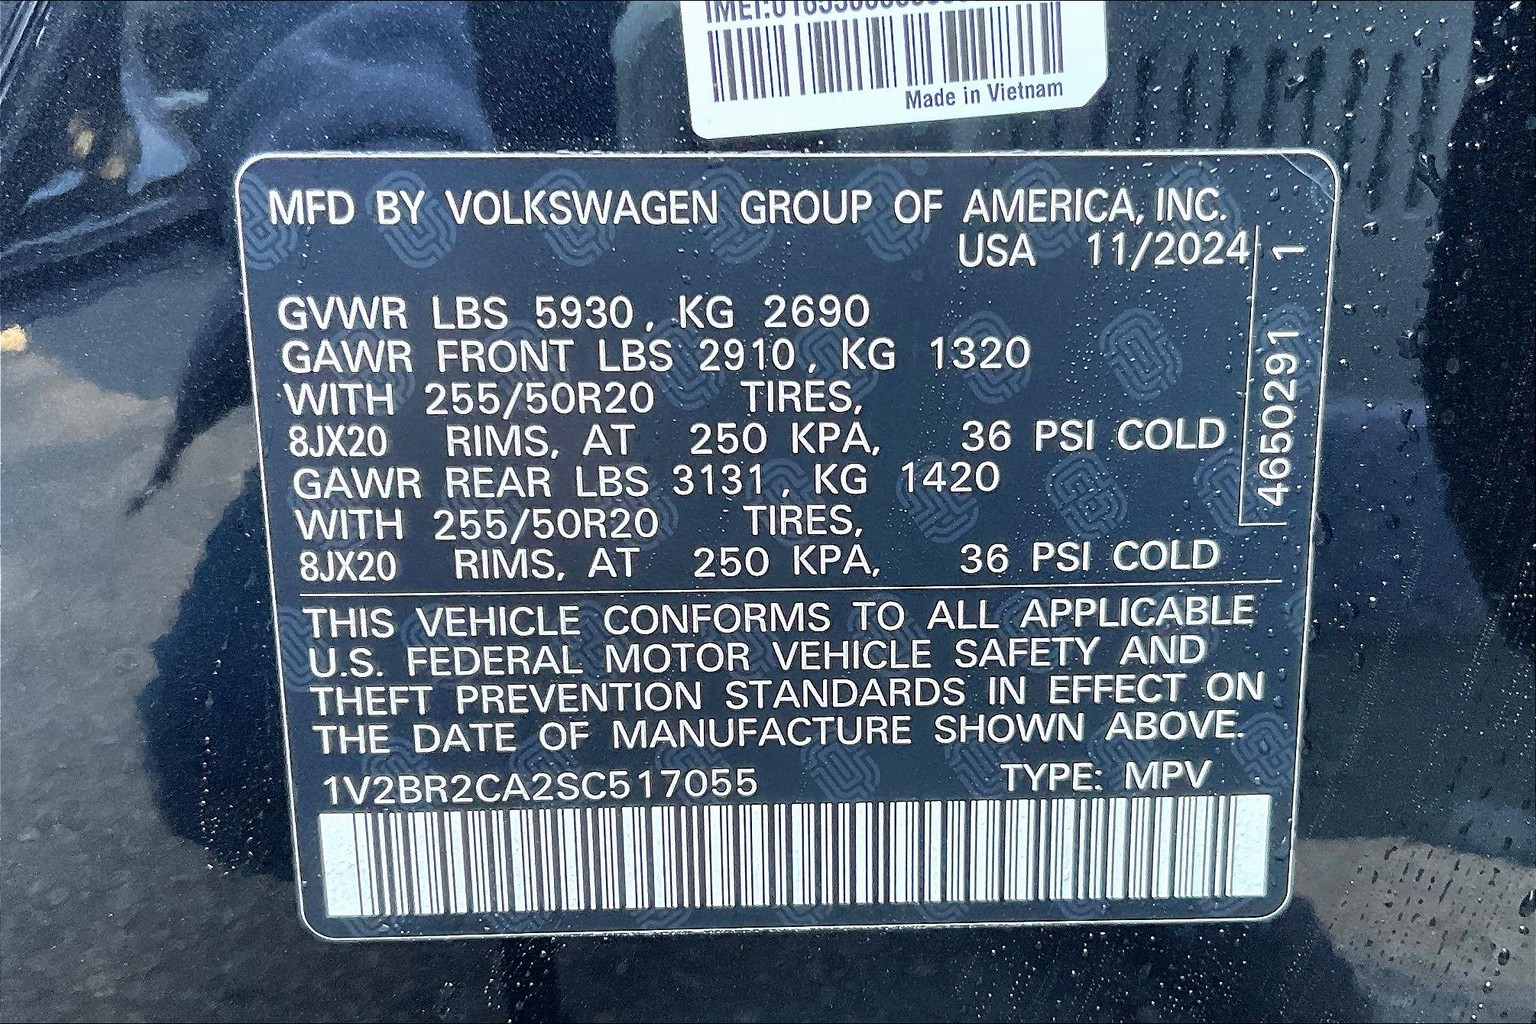 Made in Vietnam
MFD BY VOLKSWAGEN GROUP OF AMERICA, INC.
USA 11/2024
GVWR LBS 5930, KG 2690
GAWR FRONT LBS 2910, KG 1320
WITH 255/50R20 TIRES,
8JX20 RIMS, AT 250 KPA, 36 PSI COLD
GAWR REAR LBS 3131, KG 1420
WITH 255/50R20 TIRES,
8JX20 RIMS, AT 250 KPA, 36 PSI COLD
4650291 1
THIS VEHICLE CONFORMS TO ALL APPLICABLE
U.S. FEDERAL MOTOR VEHICLE SAFETY AND
THEFT PREVENTION STANDARDS IN EFFECT ON
THE DATE OF MANUFACTURE SHOWN ABOVE.
1V2BR2CA2SC517055 TYPE: MPV